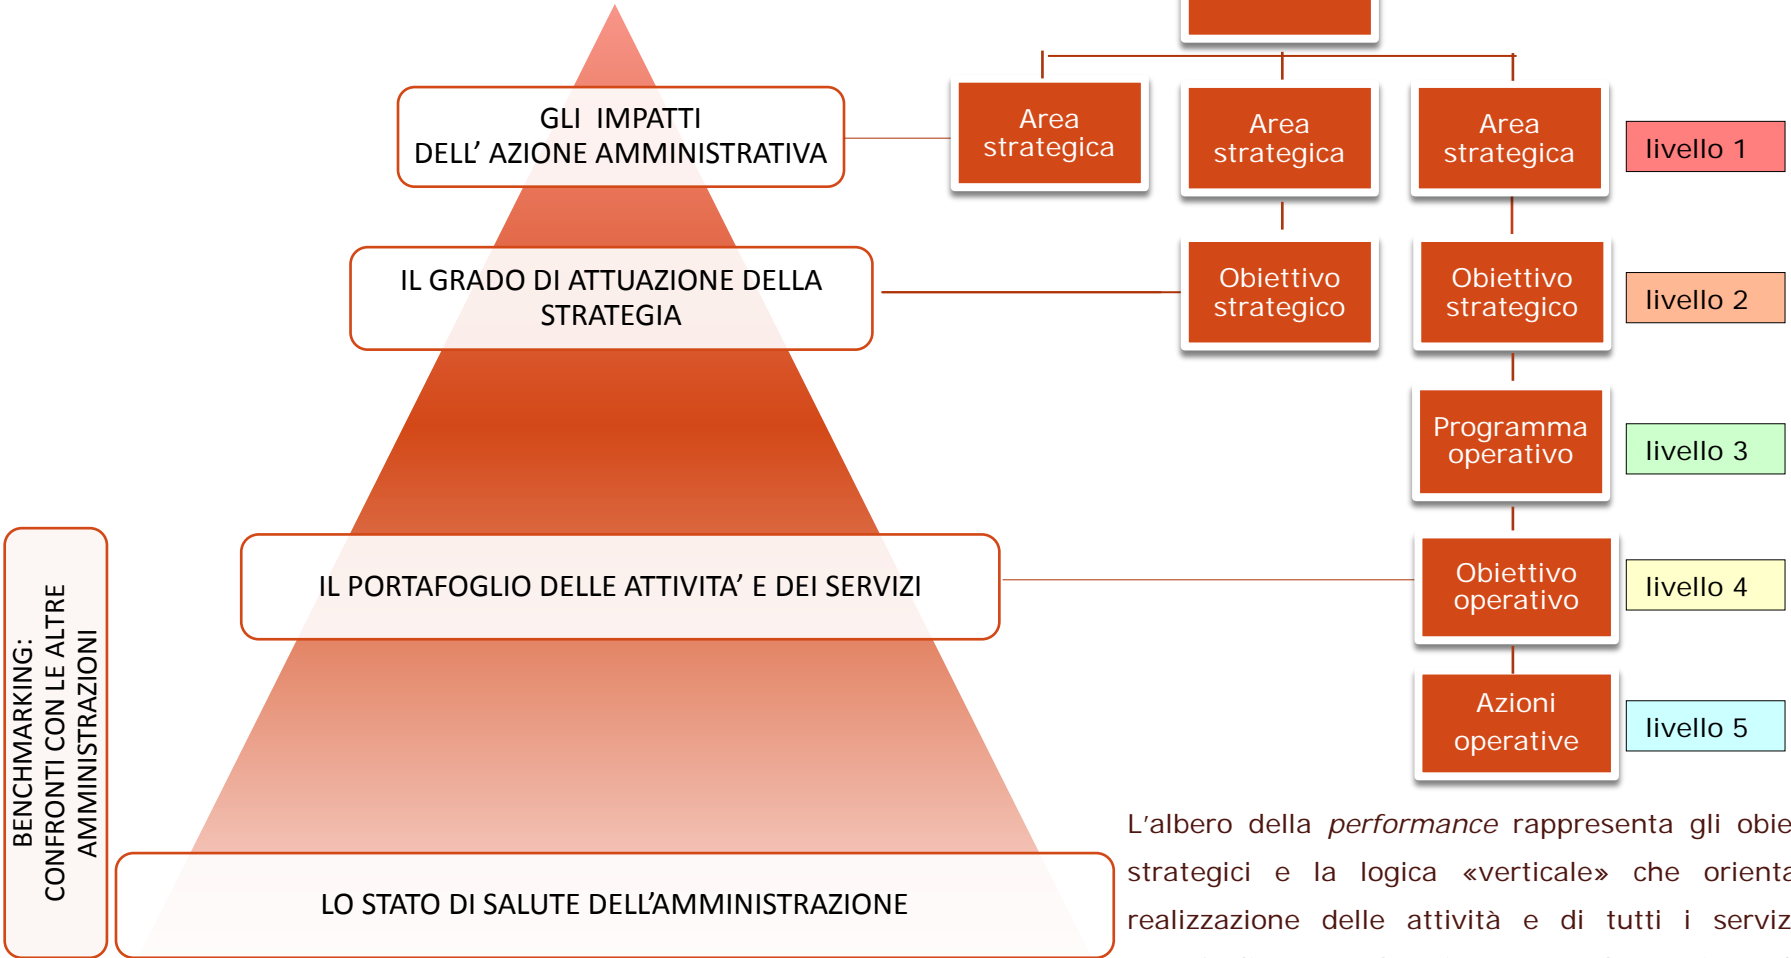 GLI IMPATTI
DELL' AZIONE AMMINISTRATIVA
IL GRADO DI ATTUAZIONE DELLA
STRATEGIA
IL PORTAFOGLIO DELLE ATTIVITA' E DEI SERVIZI
LO STATO DI SALUTE DELL'AMMINISTRAZIONE
BENCHMARKING:
CONFRONTI CON LE ALTRE
AMMINISTRAZIONI
Area
strategica
Area
strategica
Area
strategica
livello 1
Obiettivo
strategico
Obiettivo
strategico
livello 2
Programma
operativo
livello 3
Obiettivo
operativo
livello 4
Azioni
operative
livello 5
L'albero della performance rappresenta gli
strategici e la logica «verticale» che
realizzazione delle attività e di tutti i